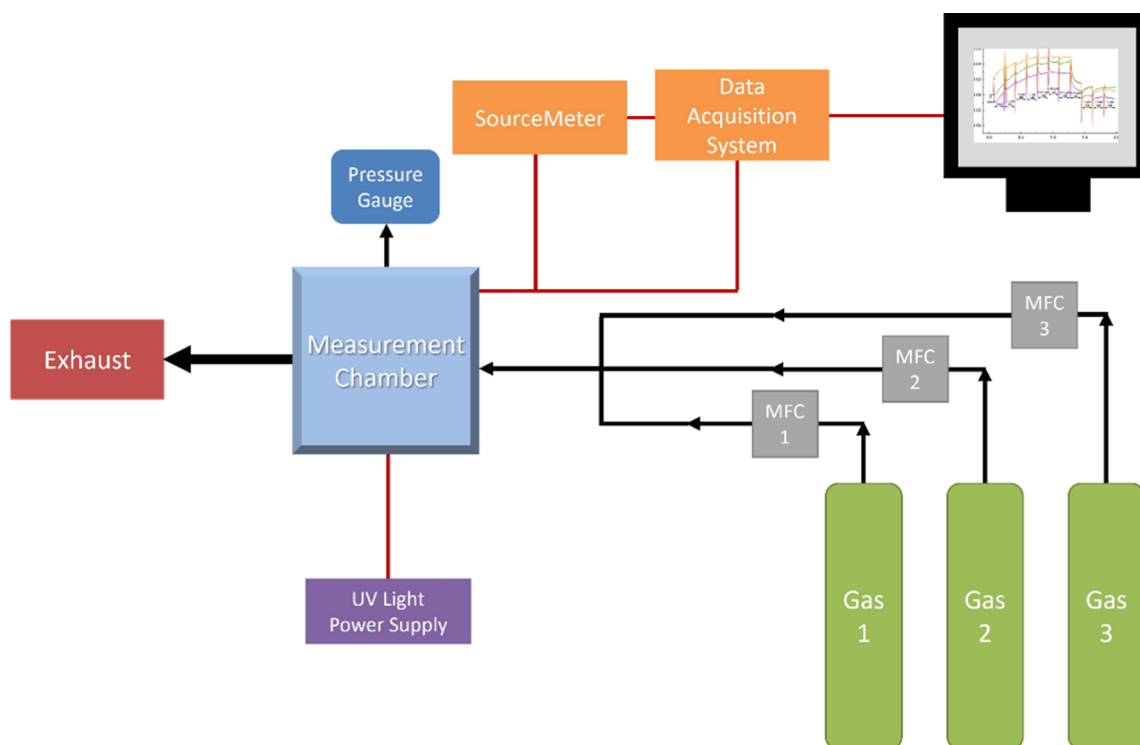 SourceMeter
Data
Acquisition
System
Pressure
Gauge
MFC
3
Exhaust
Measurement
Chamber
MFC
2
MFC
1
UV Light
Power Supply
Gas
1
Gas
2
Gas
3